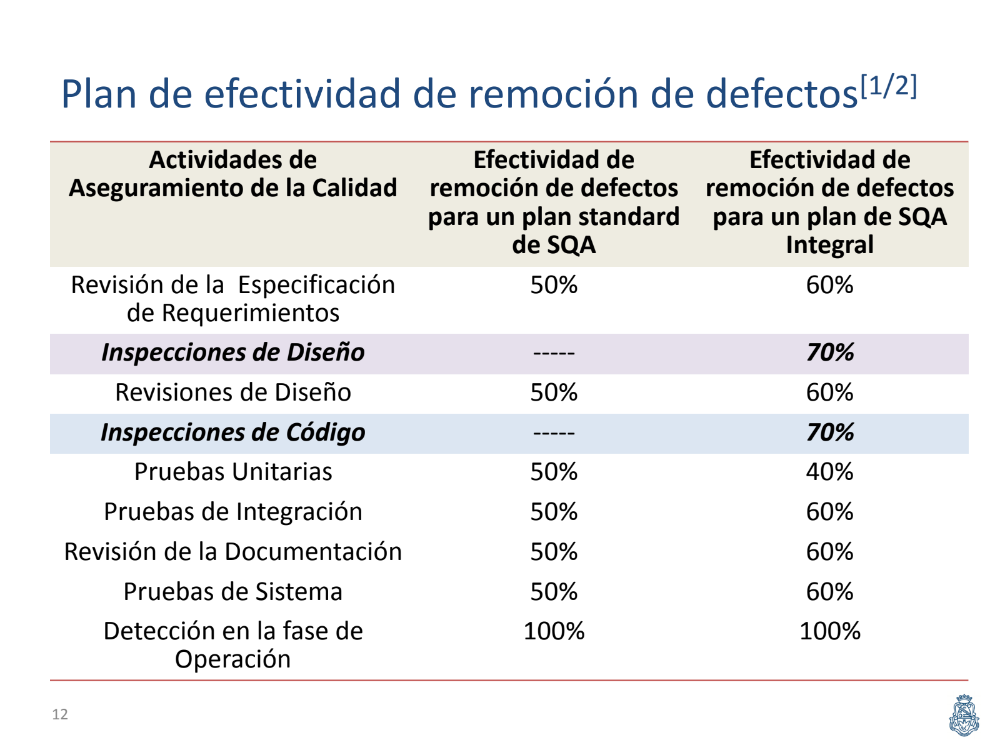 Plan de efectividad de remoción de defectos[1/2]
Actividades de
Aseguramiento de la Calidad
Efectividad de
remoción de defectos
para un plan standard
de SQA
Efectividad de
remoción de defectos
para un plan de SQA
Integral
Revisión de la  Especificación
de Requerimientos
50%
60%
Inspecciones de Diseño
-----
70%
Revisiones de Diseño
50%
60%
Inspecciones de Código
-----
70%
Pruebas Unitarias
50%
40%
Pruebas de Integración
50%
60%
Revisión de la Documentación
50%
60%
Pruebas de Sistema
50%
60%
Detección en la fase de
Operación
100%
100%
12